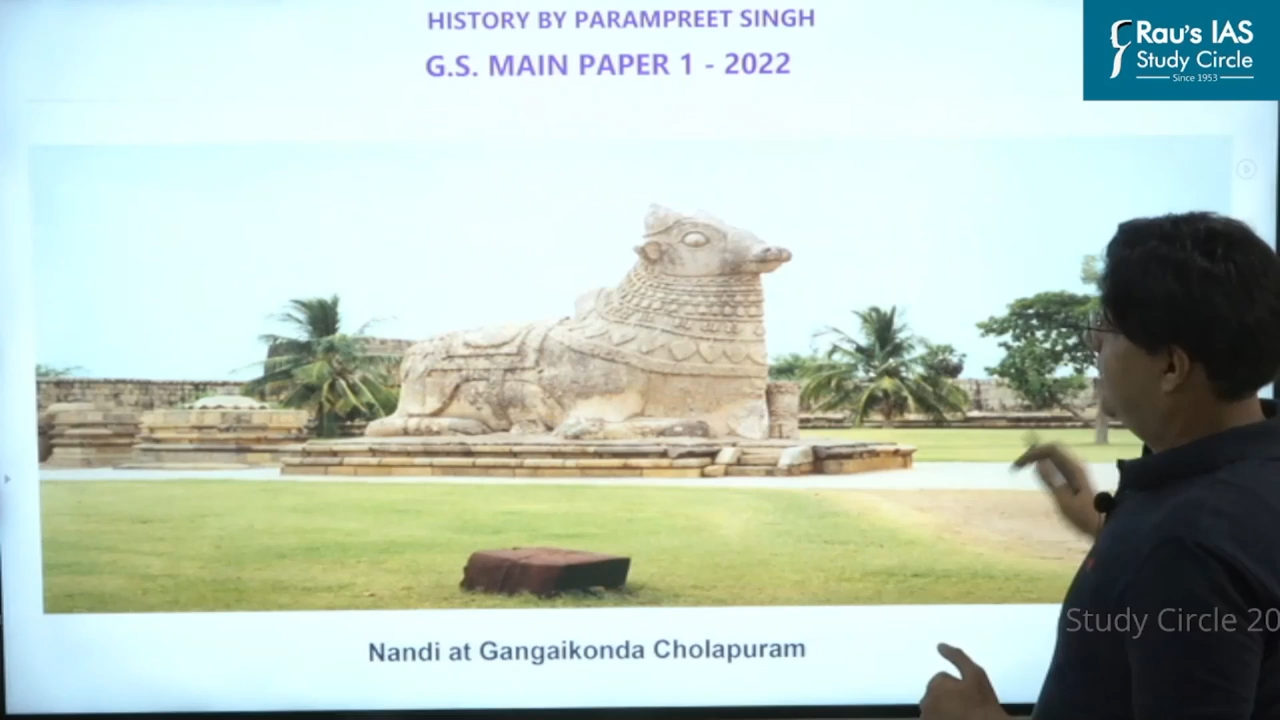 HISTORY BY PARAMPREET SINGH
G.S. MAIN PAPER 1 - 2022
Rau's IAS
Study Circle
Since 1953
Study Circle 20
Nandi at Gangaikonda Cholapuram